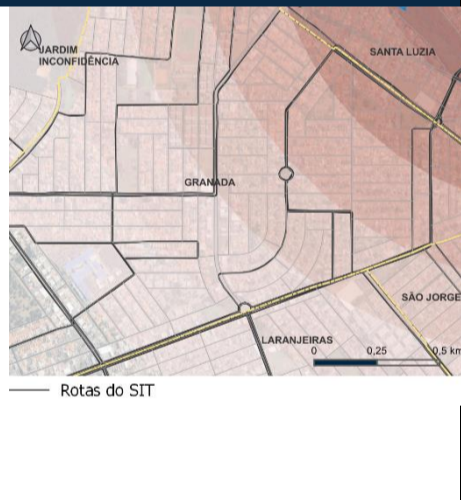 JARDIM
INCONFIDÊNCIA
SANTA LUZIA
GRANADA
SÃO JORGE
LARANJEIRAS
0 0,25 0,5 km
Rotas do SIT